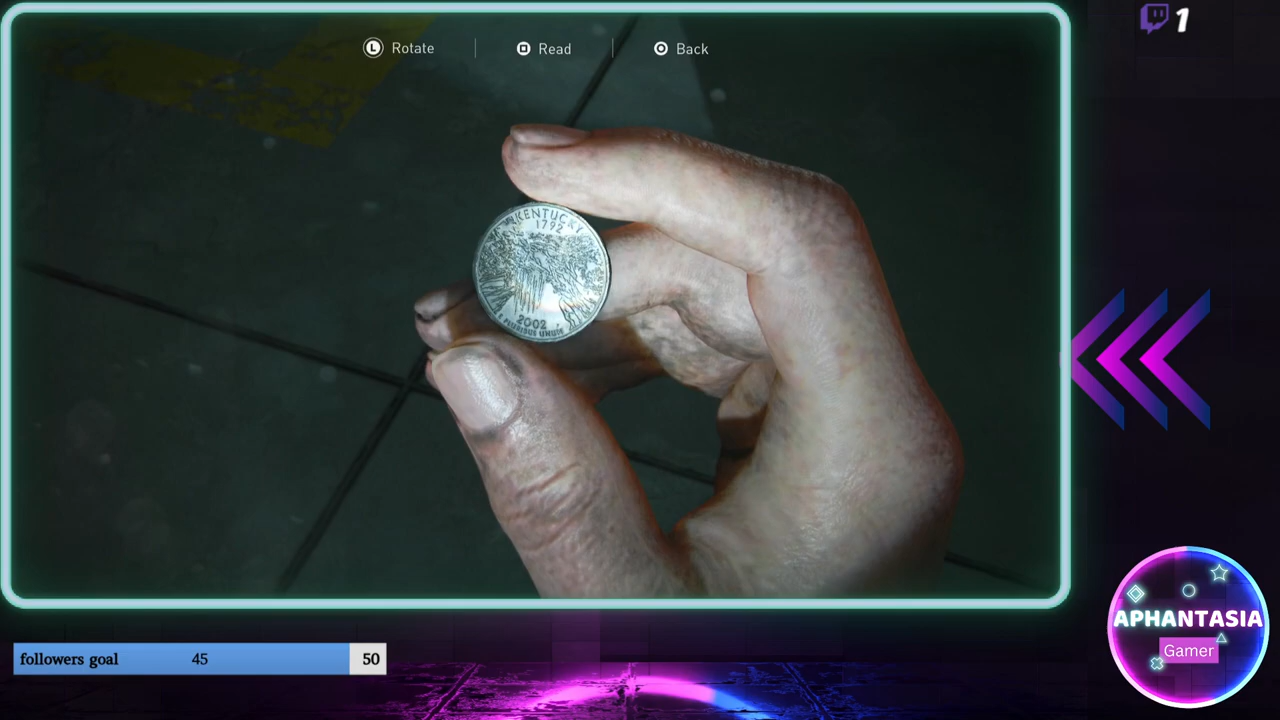 L Rotate
Read
Back
1
KENTUCKY
1792
2002
E PLURIBUS UNUM
followers goal 45 50
APHANTASIA
Gamer